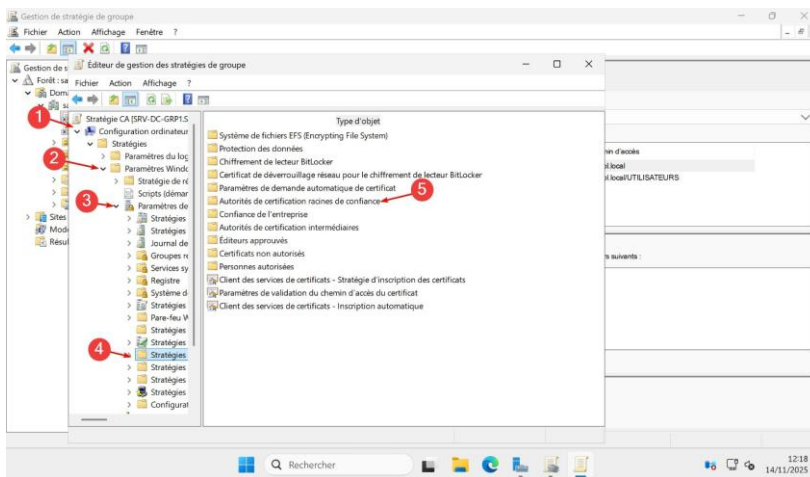 Gestion de stratégie de groupe
Fichier Action Affichage Fenêtre ?
Gestion de s
Forêt : sa
Doma
sa
Sites
Modé
Résul
Éditeur de gestion des stratégies de groupe
Fichier Action Affichage ?
Stratégie CA [SRV-DC-GRP1.S
1
Configuration ordinateur
Stratégies
Paramètres du log
2
Paramètres Windo
Stratégie de ré
Scripts (démar
3
Paramètres de
Stratégies
Stratégies
Journal de
Groupes re
Services sy
Registre
Système d
Stratégies
Pare-feu W
Stratégies
Stratégies
4
Stratégies
Stratégies
Stratégies
Stratégies
Configurat
Type d'objet
Système de fichiers EFS (Encrypting File System)
Protection des données
Chiffrement de lecteur BitLocker
Certificat de déverrouillage réseau pour le chiffrement de lecteur BitLocker
Paramètres de demande automatique de certificat
Autorités de certification racines de confiance
5
Confiance de l'entreprise
Autorités de certification intermédiaires
Éditeurs approuvés
Certificats non autorisés
Personnes autorisées
Client des services de certificats - Stratégie d'inscription des certificats
Paramètres de validation du chemin d'accès du certificat
Client des services de certificats - Inscription automatique
in d'accès
ol.local
ol.local/UTILISATEURS
s suivants :
Rechercher
12:18
14/11/2025